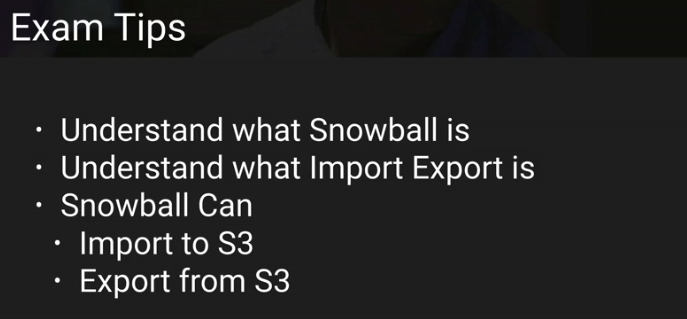 Exam Tips
• Understand what Snowball is
• Understand what Import Export is
• Snowball Can
• Import to S3
• Export from S3